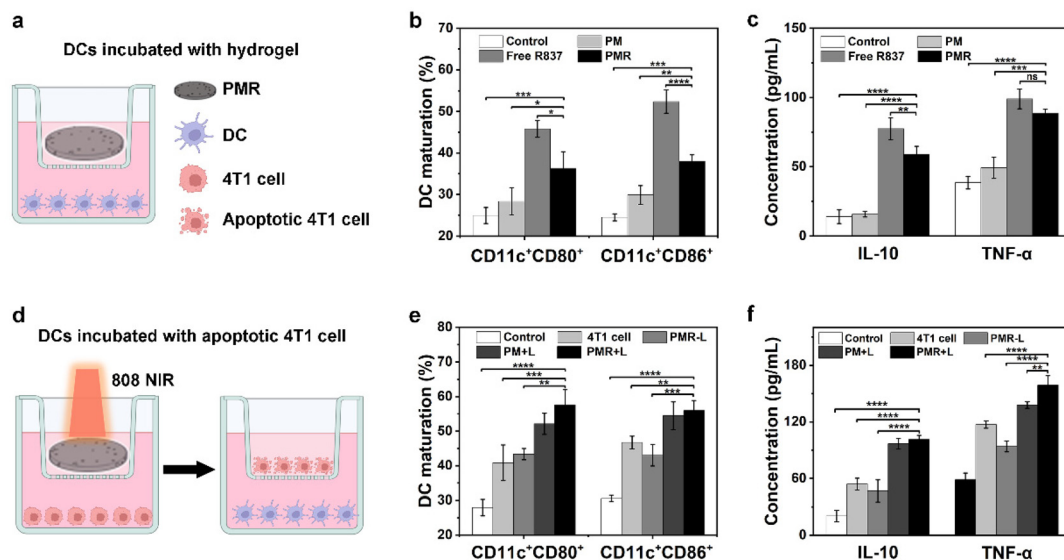 a
DCs incubated with hydrogel
PMR
DC
4T1 cell
Apoptotic 4T1 cell
b
DC maturation (%)
60
50
40
30
20
Control
PM
Free R837
PMR
***
**
****
***
*
*
CD11c⁺CD80⁺
CD11c⁺CD86⁺
c
Concentration (pg/mL)
150
100
50
0
Control
PM
Free R837
PMR
****
***
ns
****
****
**
IL-10
TNF-α
d
DCs incubated with apoptotic 4T1 cell
808 NIR
e
DC maturation (%)
80
70
60
50
40
30
20
Control
4T1 cell
PMR-L
PM+L
PMR+L
****
***
**
****
**
***
CD11c⁺CD80⁺
CD11c⁺CD86⁺
f
Concentration (pg/mL)
180
120
60
0
Control
4T1 cell
PMR-L
PM+L
PMR+L
****
****
**
****
****
****
IL-10
TNF-α